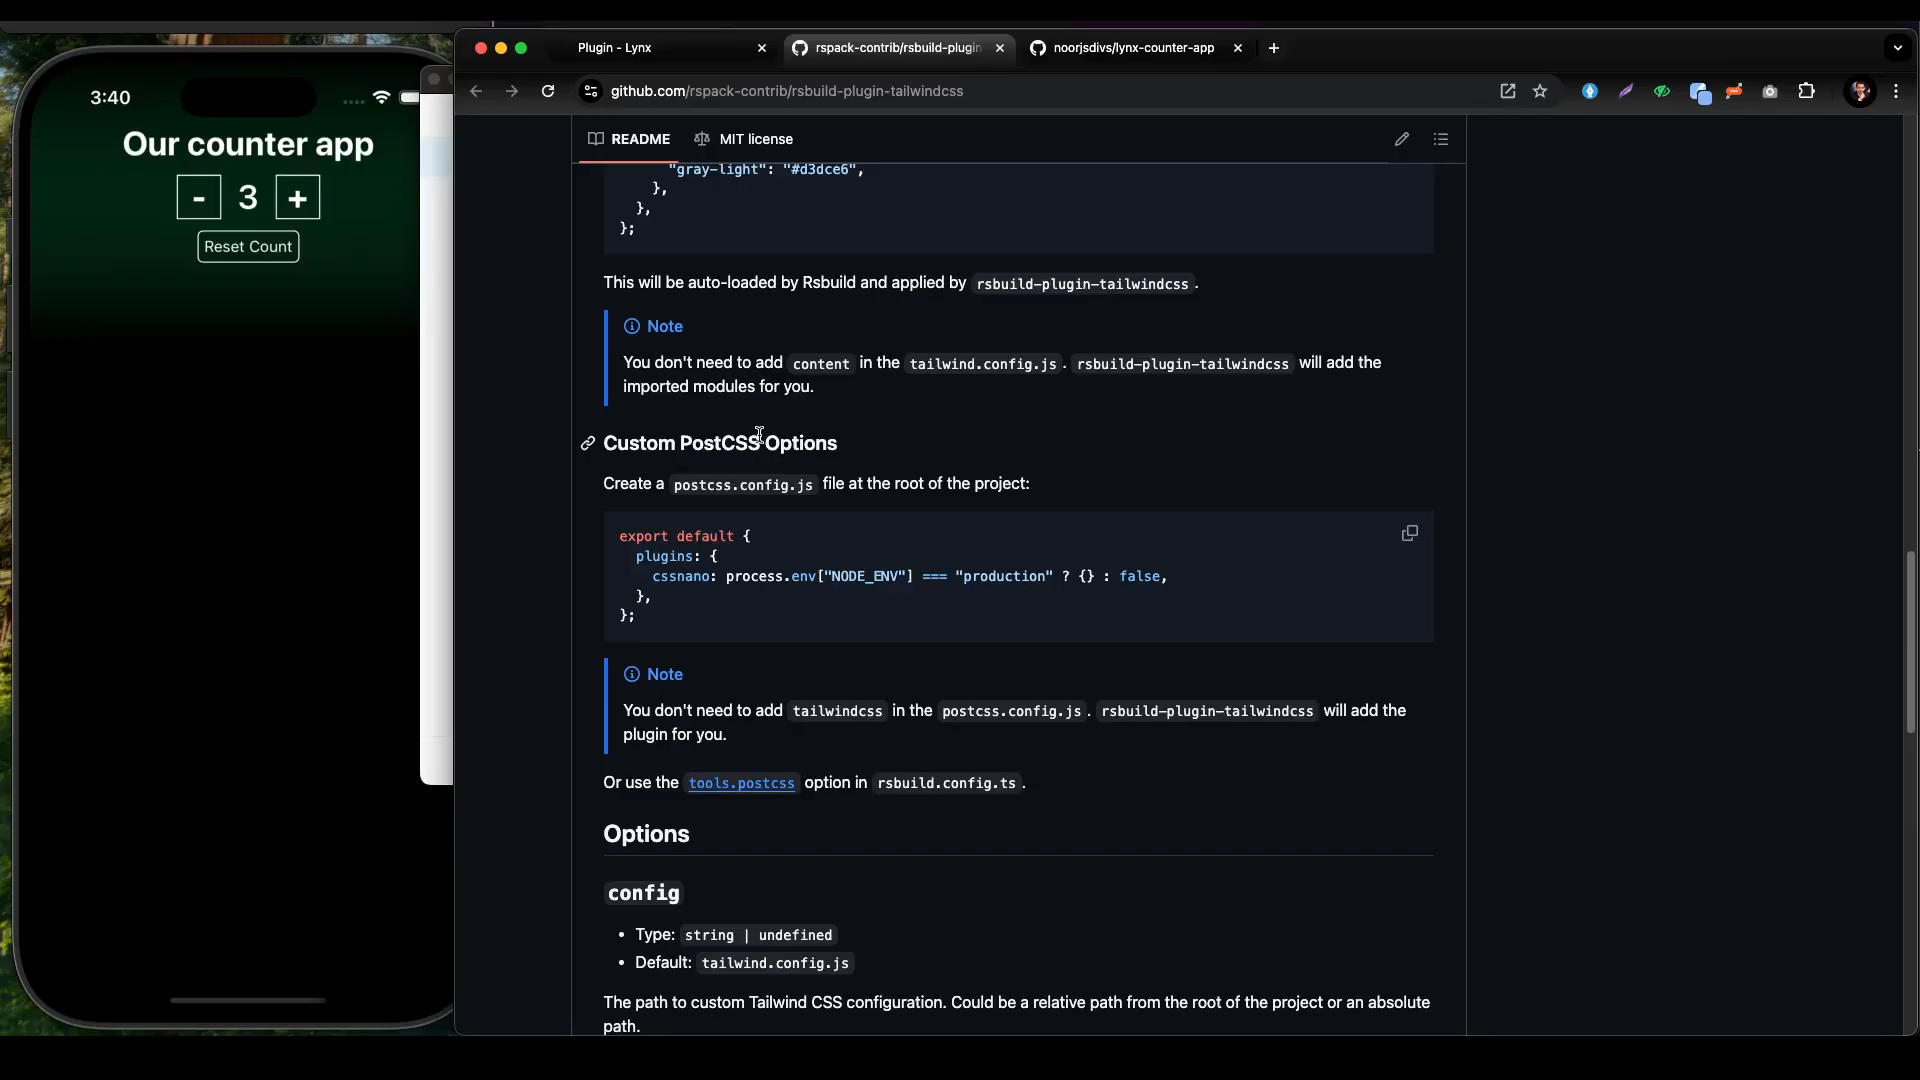 3:40
Our counter app
- 3 +
Reset Count
Plugin - Lynx
rspack-contrib/rsbuild-plugin
noorjsdivs/lynx-counter-app
github.com/rspack-contrib/rsbuild-plugin-tailwindcss
README
MIT license
"gray-light": "#d3dce6",
},
},
};
This will be auto-loaded by Rsbuild and applied by rsbuild-plugin-tailwindcss.
Note
You don't need to add content in the tailwind.config.js. rsbuild-plugin-tailwindcss will add the
imported modules for you.
Custom PostCSS Options
Create a postcss.config.js file at the root of the project:
export default {
plugins: {
cssnano: process.env["NODE_ENV"] === "production" ? {} : false,
},
};
Note
You don't need to add tailwindcss in the postcss.config.js. rsbuild-plugin-tailwindcss will add the
plugin for you.
Or use the tools.postcss option in rsbuild.config.ts.
Options
config
• Type: string | undefined
• Default: tailwind.config.js
The path to custom Tailwind CSS configuration. Could be a relative path from the root of the project or an absolute
path.